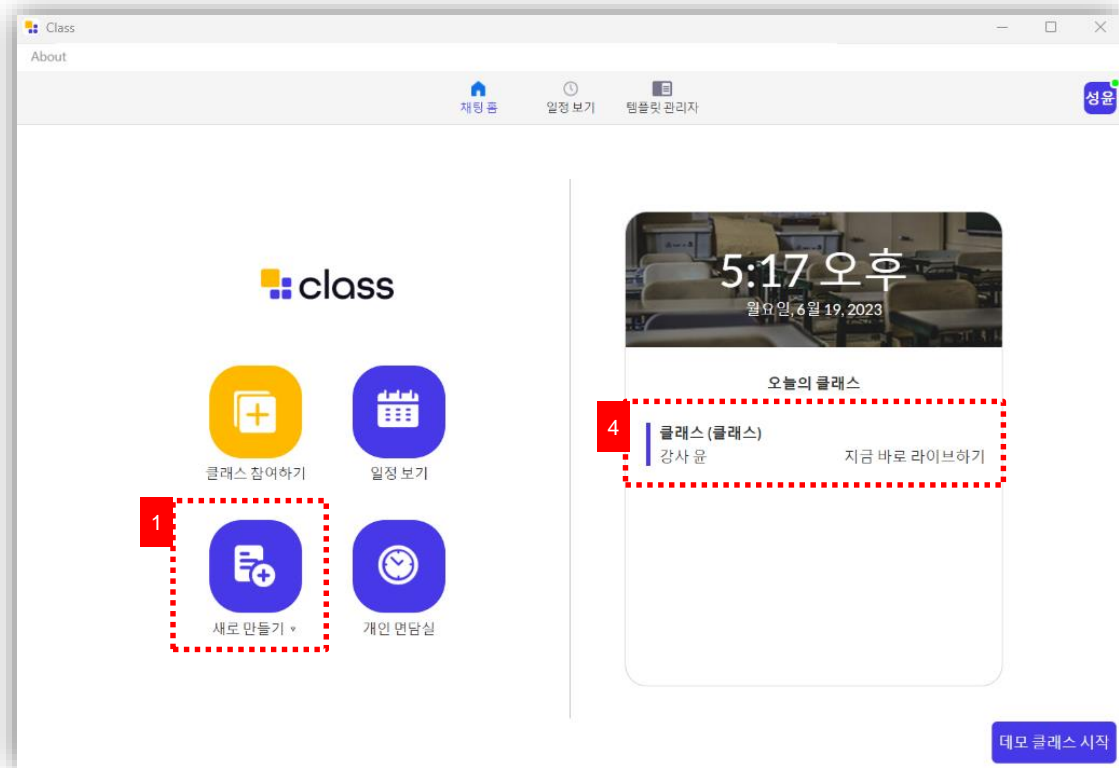 Class
About
채팅 홈
일정 보기
템플릿 관리자
성윤
class
클래스 참여하기
일정 보기
1
새로 만들기
개인 면담실
5:17 오후
월요일, 6월 19, 2023
오늘의 클래스
4
클래스 (클래스)
강사 윤 지금 바로 라이브하기
데모 클래스 시작